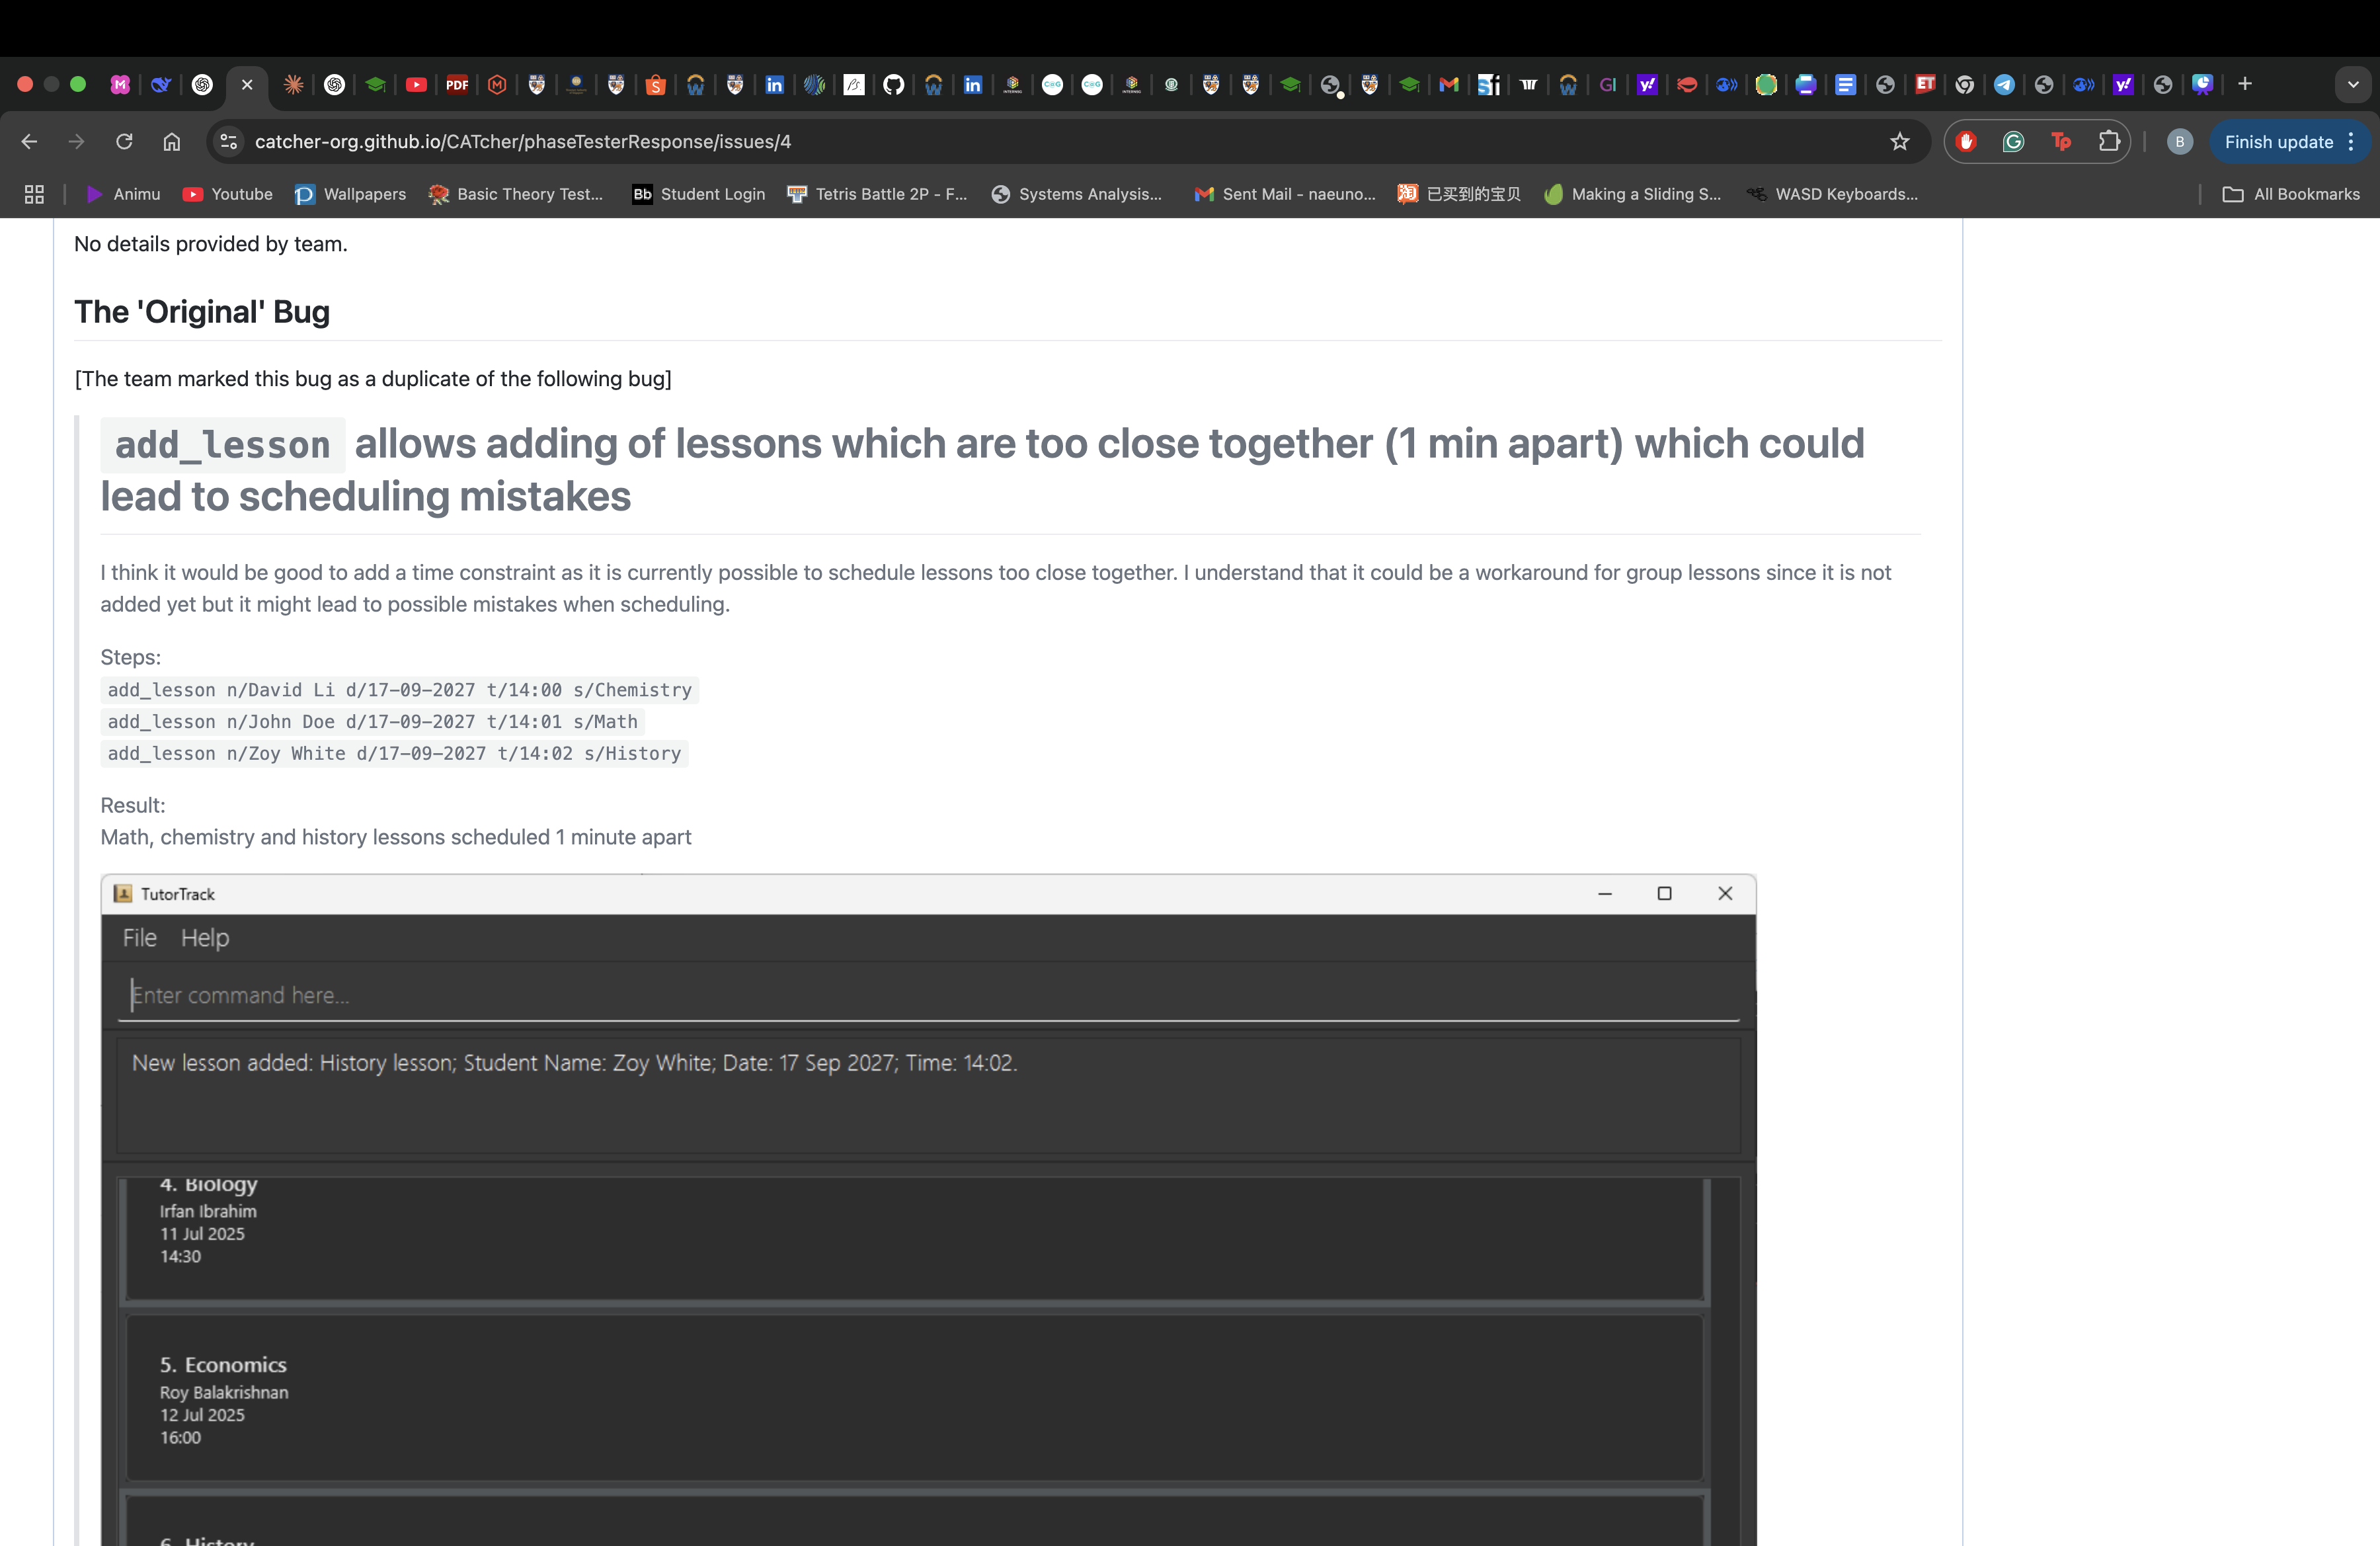 catcher-org.github.io/CATcher/phaseTesterResponse/issues/4
B
Finish update
Animu
Youtube
Wallpapers
Basic Theory Test...
Bb Student Login
Tetris Battle 2P - F...
Systems Analysis...
Sent Mail - naeuno...
已买到的宝贝
Making a Sliding S...
WASD Keyboards...
All Bookmarks
No details provided by team.
The 'Original' Bug
[The team marked this bug as a duplicate of the following bug]
add_lesson allows adding of lessons which are too close together (1 min apart) which could
lead to scheduling mistakes
I think it would be good to add a time constraint as it is currently possible to schedule lessons too close together. I understand that it could be a workaround for group lessons since it is not
added yet but it might lead to possible mistakes when scheduling.
Steps:
add_lesson n/David Li d/17-09-2027 t/14:00 s/Chemistry
add_lesson n/John Doe d/17-09-2027 t/14:01 s/Math
add_lesson n/Zoy White d/17-09-2027 t/14:02 s/History
Result:
Math, chemistry and history lessons scheduled 1 minute apart
TutorTrack
File Help
Enter command here...
New lesson added: History lesson; Student Name: Zoy White; Date: 17 Sep 2027; Time: 14:02.
4. Biology
Irfan Ibrahim
11 Jul 2025
14:30
5. Economics
Roy Balakrishnan
12 Jul 2025
16:00
6. History